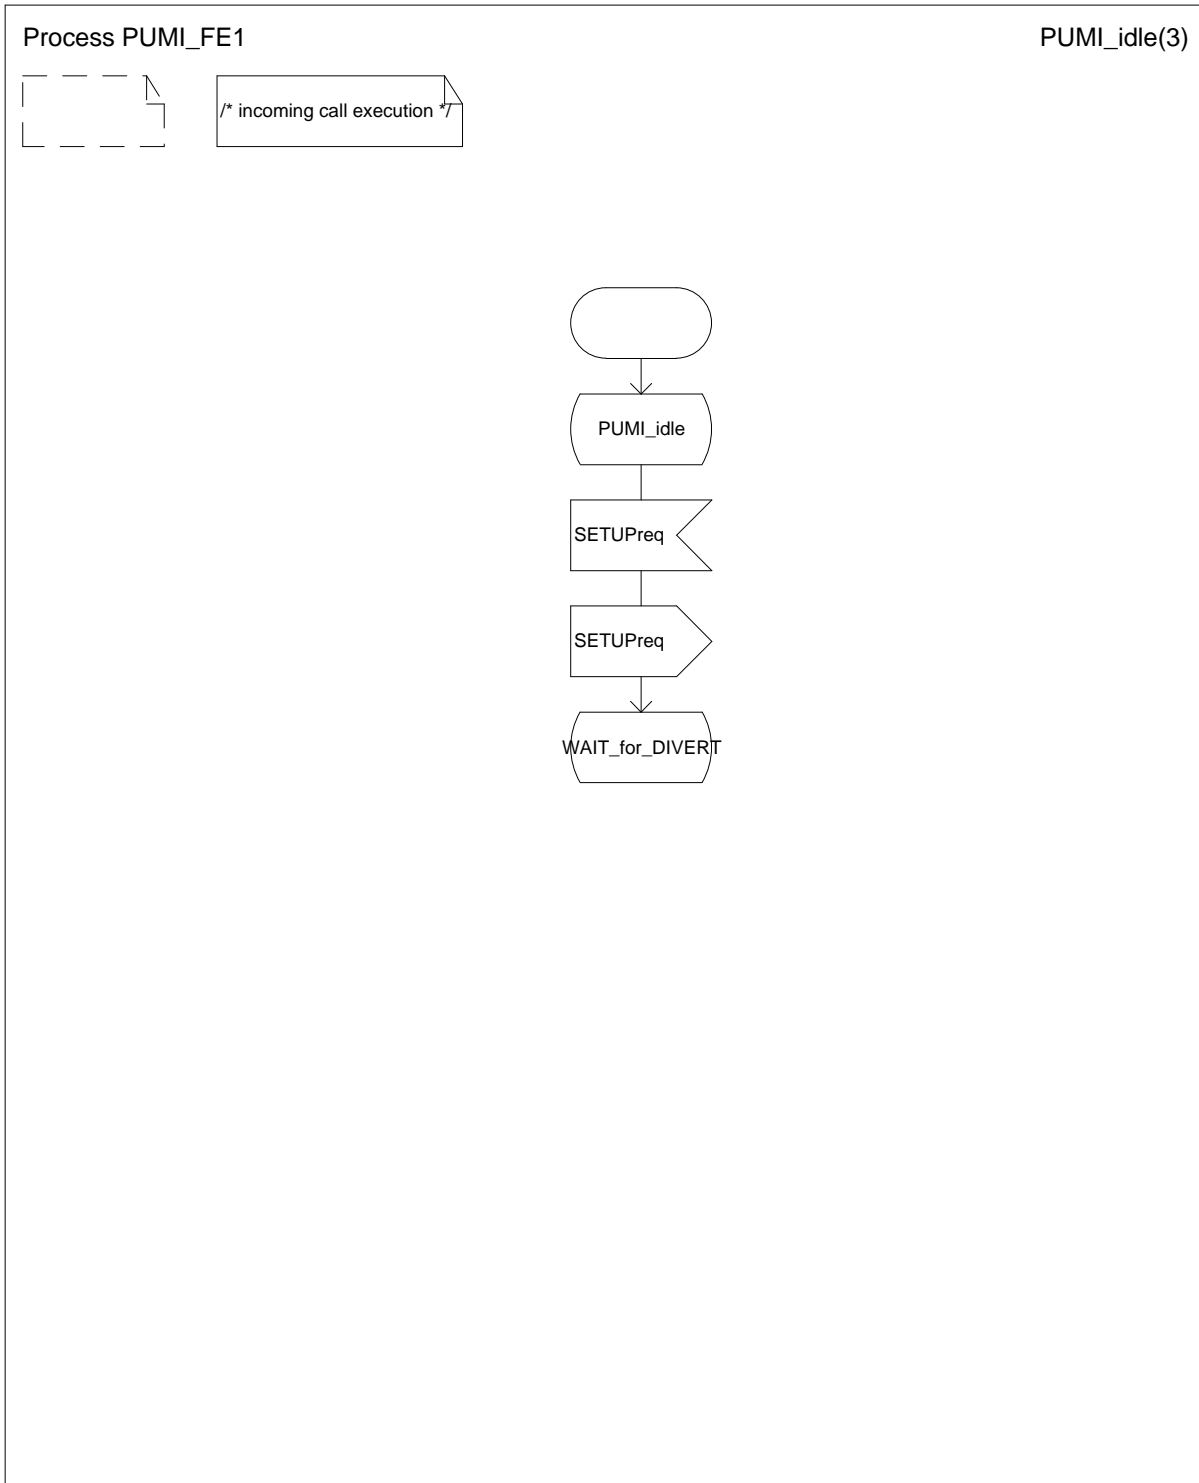 Process PUMI_FE1
PUMI_idle(3)
/* incoming call execution */
PUMI_idle
SETUPreq
SETUPreq
WAIT_for_DIVERT